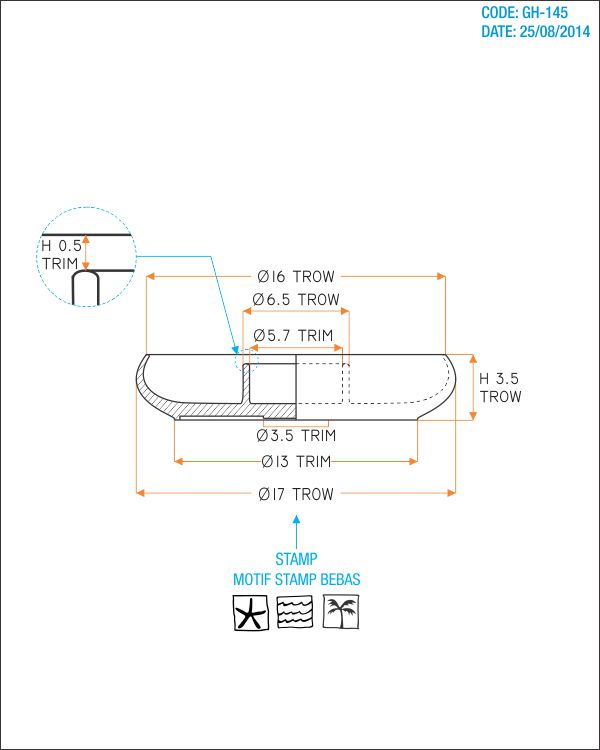 CODE: GH-145
DATE: 25/08/2014
H 0.5
TRIM
Ø16 TROW
Ø6.5 TROW
Ø5.7 TRIM
H 3.5
TROW
Ø3.5 TRIM
Ø13 TRIM
Ø17 TROW
STAMP
MOTIF STAMP BEBAS